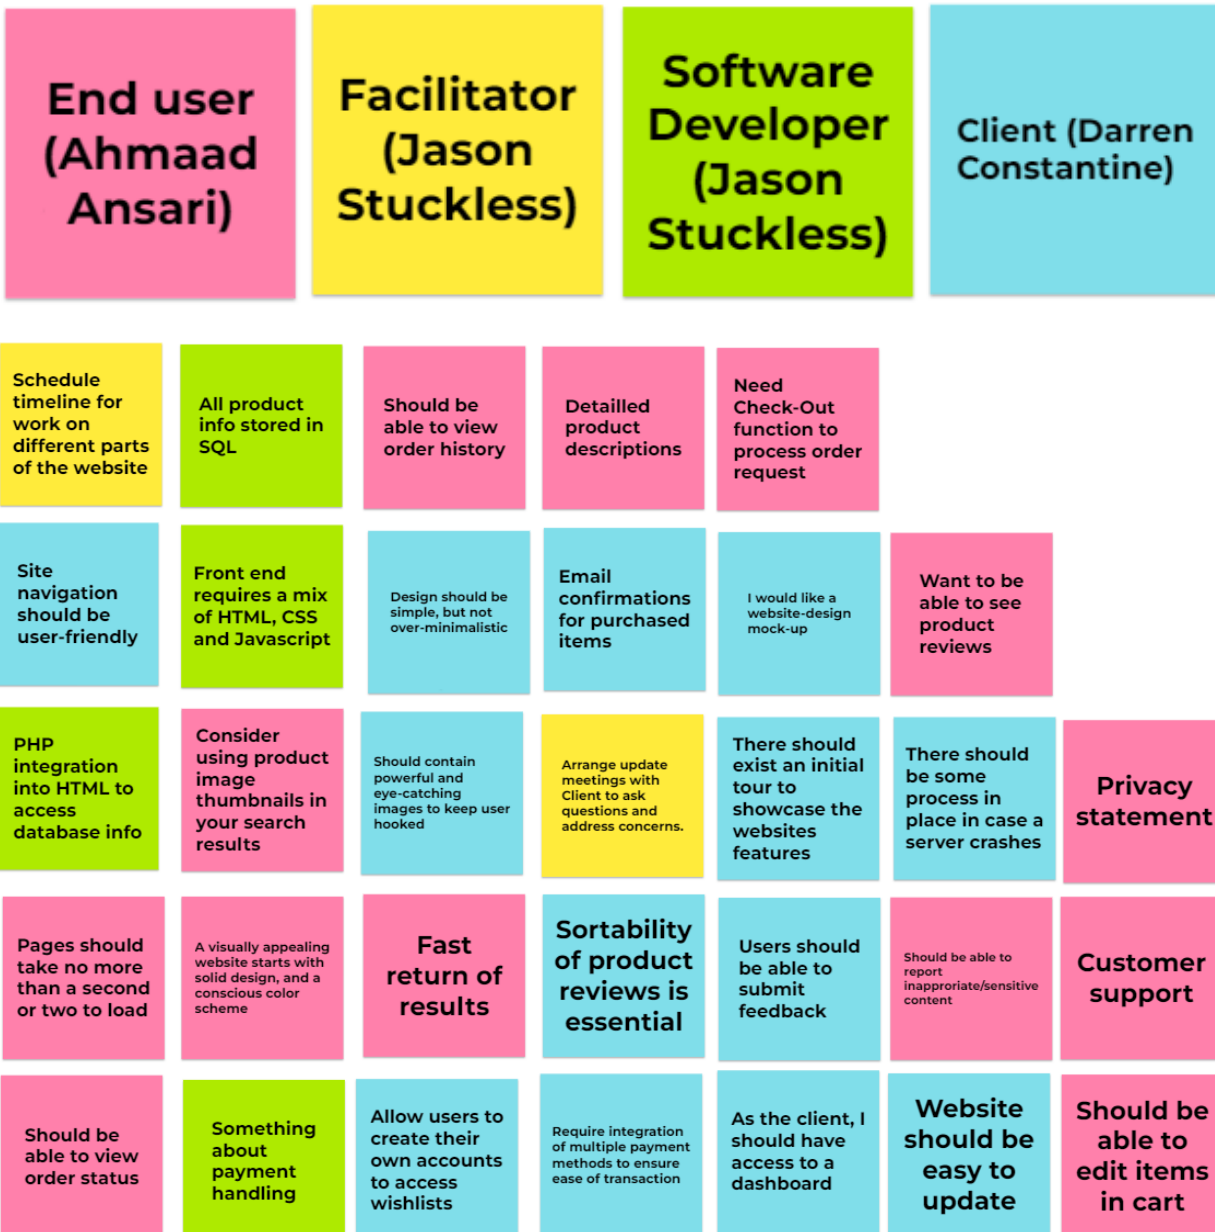 End user
(Ahmaad
Ansari)
Facilitator
(Jason
Stuckless)
Software
Developer
(Jason
Stuckless)
Client (Darren
Constantine)
Schedule
timeline for
work on
different parts
of the website
All product
info stored in
SQL
Should be
able to view
order history
Detailled
product
descriptions
Need
Check-Out
function to
process order
request
Site
navigation
should be
user-friendly
Front end
requires a mix
of HTML, CSS
and Javascript
Design should be
simple, but not
over-minimalistic
Email
confirmations
for purchased
items
I would like a
website-design
mock-up
Want to be
able to see
product
reviews
PHP
integration
into HTML to
access
database info
Consider
using product
image
thumbnails in
your search
results
Should contain
powerful and
eye-catching
images to keep user
hooked
Arrange update
meetings with
Client to ask
questions and
address concerns.
There should
exist an initial
tour to
showcase the
websites
features
There should
be some
process in
place in case a
server crashes
Privacy
statement
Pages should
take no more
than a second
or two to load
A visually appealing
website starts with
solid design, and a
conscious color
scheme
Fast
return of
results
Sortability
of product
reviews is
essential
Users should
be able to
submit
feedback
Should be able to
report
inapproriate/sensitive
content
Customer
support
Should be
able to view
order status
Something
about
payment
handling
Allow users to
create their
own accounts
to access
wishlists
Require integration
of multiple payment
methods to ensure
ease of transaction
As the client, I
should have
access to a
dashboard
Website
should be
easy to
update
Should be
able to
edit items
in cart